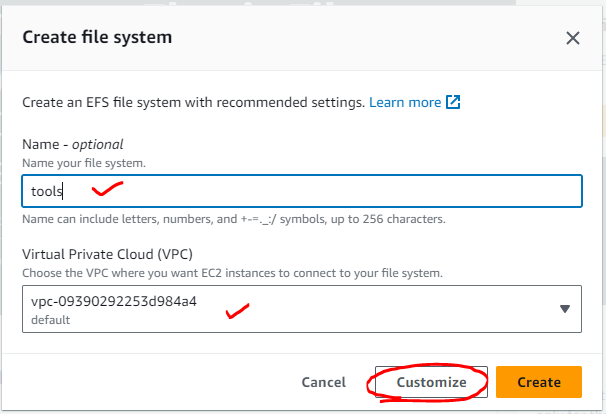 Create file system
Create an EFS file system with recommended settings. Learn more
Name - optional
Name your file system.
tools
Name can include letters, numbers, and +-=._:/ symbols, up to 256 characters.
Virtual Private Cloud (VPC)
Choose the VPC where you want EC2 instances to connect to your file system.
vpc-09390292253d984a4
default
Cancel Customize Create